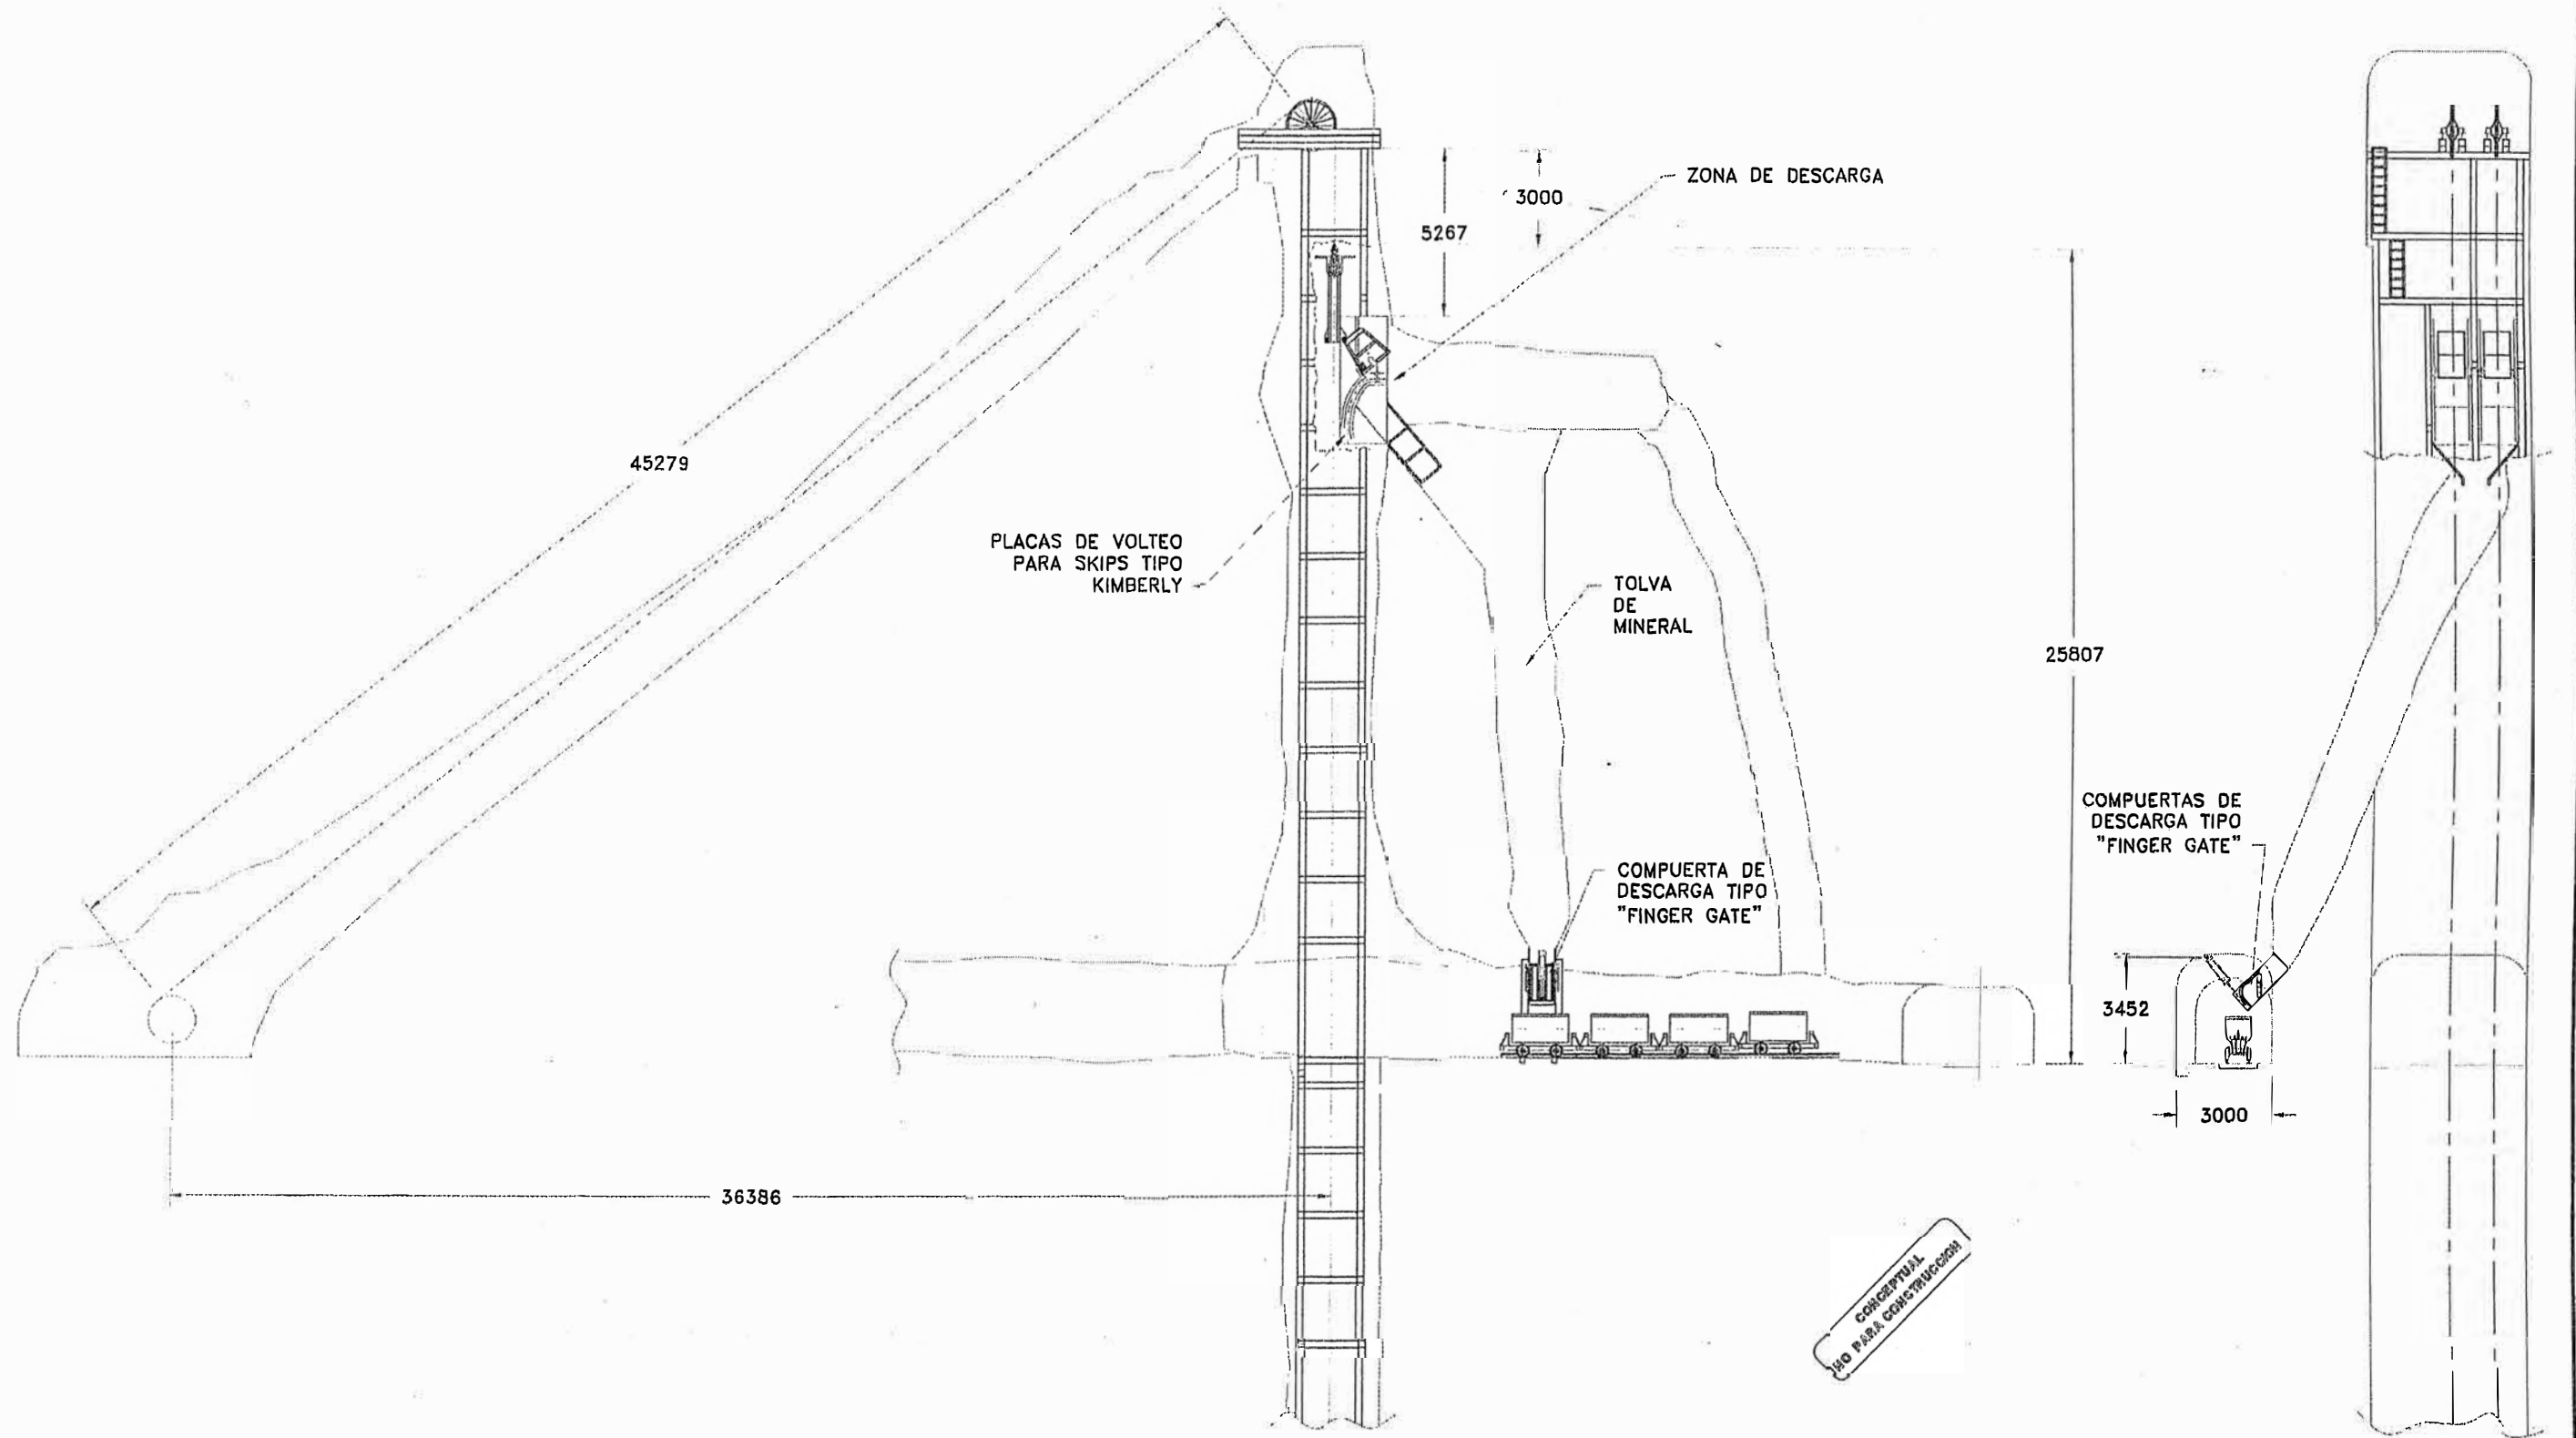 ZONA DE DESCARGA
3000
5267
45279
PLACAS DE VOLTEO
PARA SKIPS TIPO
KIMBERLY
TOLVA
DE
MINERAL
25807
COMPUERTAS DE
DESCARGA TIPO
"FINGER GATE"
COMPUERTA DE
DESCARGA TIPO
"FINGER GATE"
3452
3000
36386
CONCEPTUAL
NO PARA CONSTRUCCION